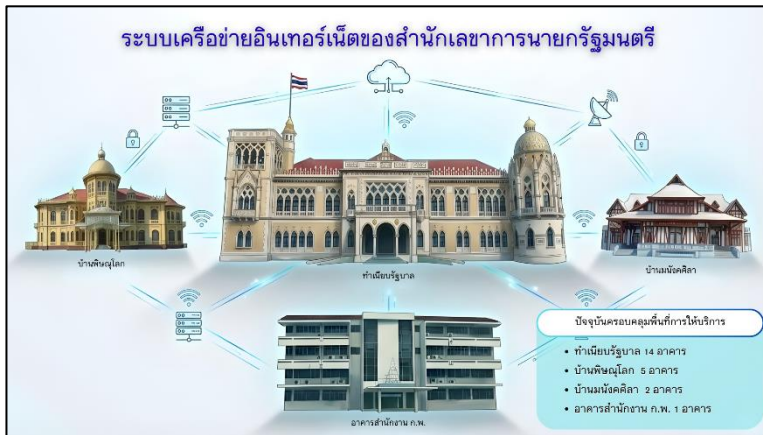 ระบบเครือข่ายอินเทอร์เน็ตของสำนักเลขาธิการนายกรัฐมนตรี
บ้านพิษณุโลก
ทำเนียบรัฐบาล
บ้านมนังคศิลา
อาคารสำนักงาน ก.พ.
ปัจจุบันครอบคลุมพื้นที่การให้บริการ
• ทำเนียบรัฐบาล 14 อาคาร
• บ้านพิษณุโลก 5 อาคาร
• บ้านมนังคศิลา 2 อาคาร
• อาคารสำนักงาน ก.พ. 1 อาคาร